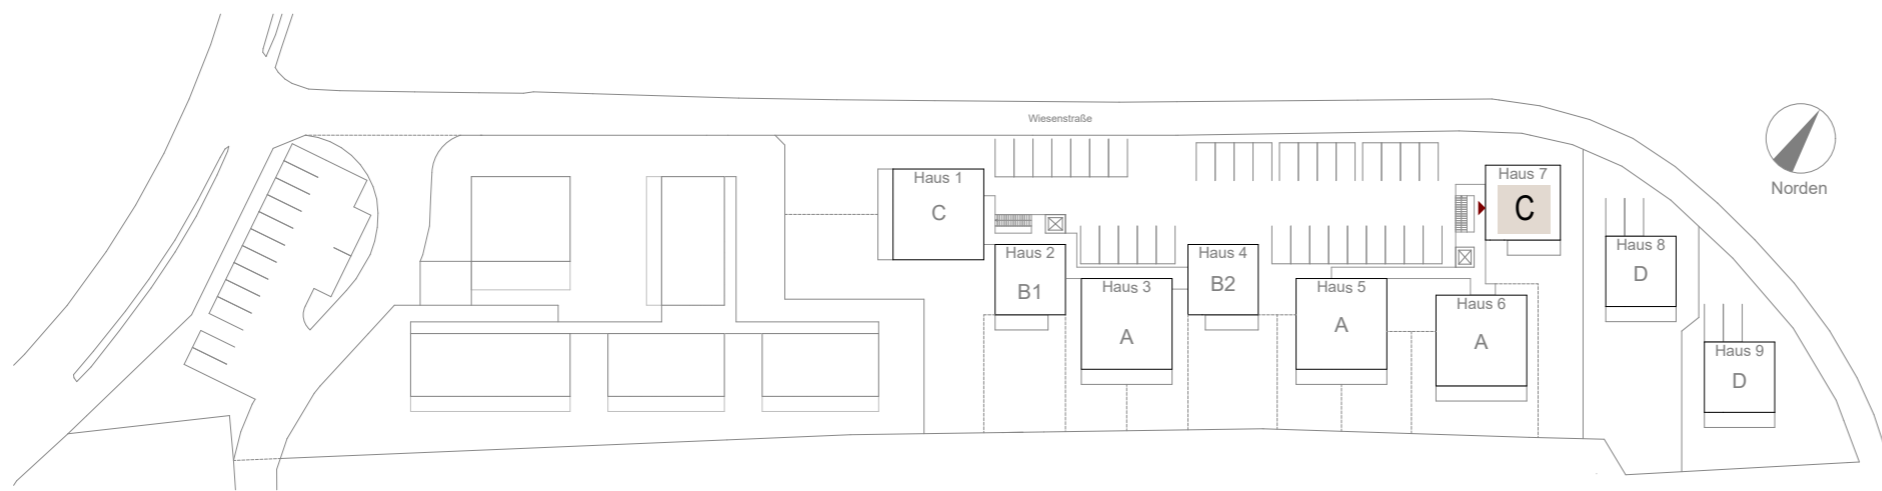 Wiesenstraße
Norden
Haus 1
C
Haus 2
B1
Haus 3
A
Haus 4
B2
Haus 5
A
Haus 6
A
Haus 7
C
Haus 8
D
Haus 9
D